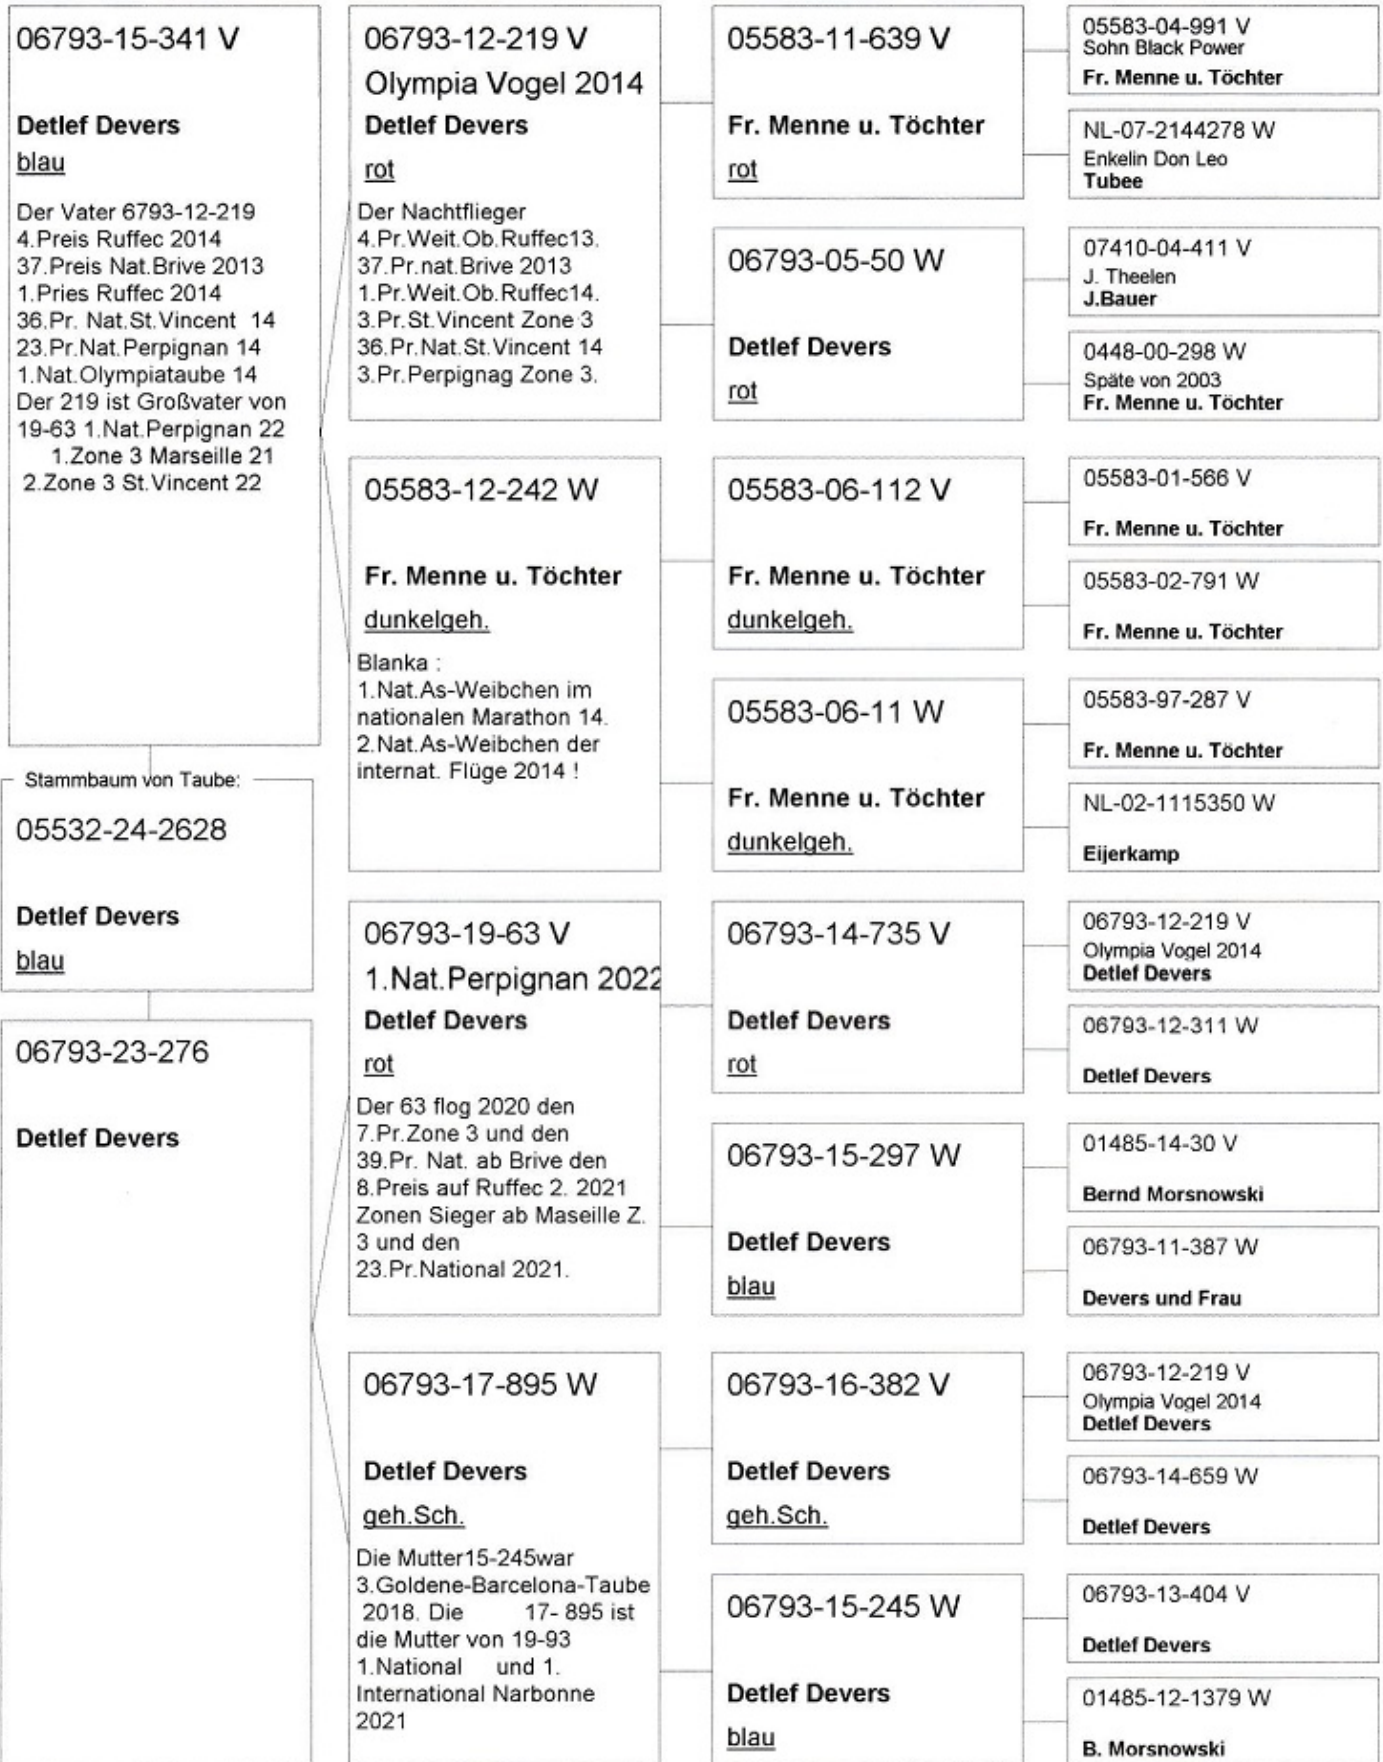 06793-15-341 V
Detlef Devers
blau
Der Vater 6793-12-219
4.Preis Ruffec 2014
37.Preis Nat.Brive 2013
1.Pries Ruffec 2014
36.Pr. Nat.St.Vincent 14
23.Pr.Nat.Perpignan 14
1.Nat.Olympiataube 14
Der 219 ist Großvater von
19-63 1.Nat.Perpignan 22
1.Zone 3 Marseille 21
2.Zone 3 St.Vincent 22
Stammbaum von Taube:
05532-24-2628
Detlef Devers
blau
06793-23-276
Detlef Devers
06793-12-219 V
Olympia Vogel 2014
Detlef Devers
rot
Der Nachtflieger
4.Pr.Weit.Ob.Ruffec13.
37.Pr.nat.Brive 2013
1.Pr.Weit.Ob.Ruffec14.
3.Pr.St.Vincent Zone 3
36.Pr.Nat.St.Vincent 14
3.Pr.Perpignag Zone 3.
05583-12-242 W
Fr. Menne u. Töchter
dunkelgeh.
Blanka :
1.Nat.As-Weibchen im
nationalen Marathon 14.
2.Nat.As-Weibchen der
internat. Flüge 2014 !
06793-19-63 V
1.Nat.Perpignan 2022
Detlef Devers
rot
Der 63 flog 2020 den
7.Pr.Zone 3 und den
39.Pr. Nat. ab Brive den
8.Preis auf Ruffec 2. 2021
Zonen Sieger ab Maseille Z.
3 und den
23.Pr.National 2021.
06793-17-895 W
Detlef Devers
geh.Sch.
Die Mutter15-245war
3.Goldene-Barcelona-Taube
2018. Die 17- 895 ist
die Mutter von 19-93
1.National und 1.
International Narbonne
2021
05583-11-639 V
Fr. Menne u. Töchter
rot
06793-05-50 W
Detlef Devers
rot
05583-06-112 V
Fr. Menne u. Töchter
dunkelgeh.
05583-06-11 W
Fr. Menne u. Töchter
dunkelgeh.
06793-14-735 V
Detlef Devers
rot
06793-15-297 W
Detlef Devers
blau
06793-16-382 V
Detlef Devers
geh.Sch.
06793-15-245 W
Detlef Devers
blau
05583-04-991 V
Sohn Black Power
Fr. Menne u. Töchter
NL-07-2144278 W
Enkelin Don Leo
Tubee
07410-04-411 V
J. Theelen
J.Bauer
0448-00-298 W
Späte von 2003
Fr. Menne u. Töchter
05583-01-566 V
Fr. Menne u. Töchter
05583-02-791 W
Fr. Menne u. Töchter
05583-97-287 V
Fr. Menne u. Töchter
NL-02-1115350 W
Eijerkamp
06793-12-219 V
Olympia Vogel 2014
Detlef Devers
06793-12-311 W
Detlef Devers
01485-14-30 V
Bernd Morsnowski
06793-11-387 W
Devers und Frau
06793-12-219 V
Olympia Vogel 2014
Detlef Devers
06793-14-659 W
Detlef Devers
06793-13-404 V
Detlef Devers
01485-12-1379 W
B. Morsnowski